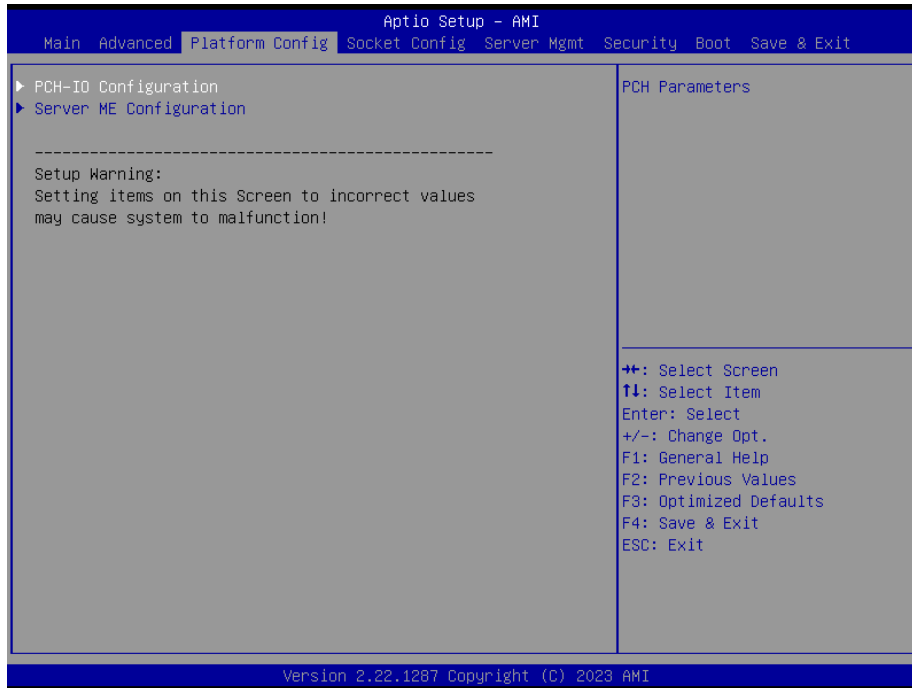 Aptio Setup – AMI
Main Advanced Platform Config Socket Config Server Mgmt Security Boot Save & Exit
PCH-IO Configuration
Server ME Configuration
--------------------------------------------------
Setup Warning:
Setting items on this Screen to incorrect values
may cause system to malfunction!
PCH Parameters
→←: Select Screen
↑↓: Select Item
Enter: Select
+/-: Change Opt.
F1: General Help
F2: Previous Values
F3: Optimized Defaults
F4: Save & Exit
ESC: Exit
Version 2.22.1287 Copyright (C) 2023 AMI